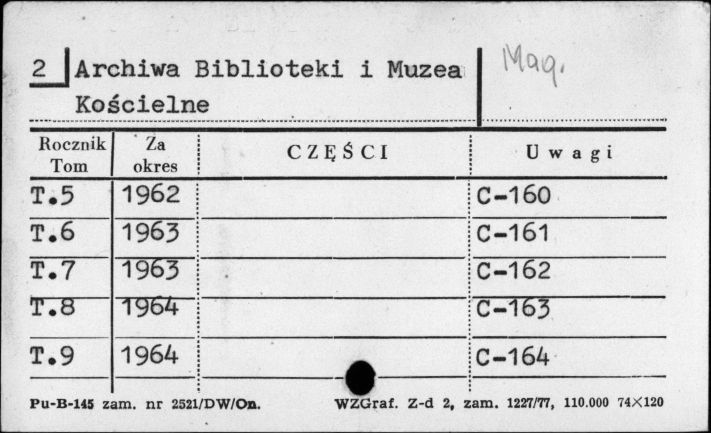 2 Archiwa Biblioteki i Muzea Mag.
Kościelne
Rocznik Tom Za okres CZĘŚCI Uwagi
T.5 1962 C-160
T.6 1963 C-161
T.7 1963 C-162
T.8 1964 C-163
T.9 1964 C-164
Pu-B-145 zam. nr 2521/DW/On. WZGraf. Z-d 2, zam. 1227/77, 110.000 74×120